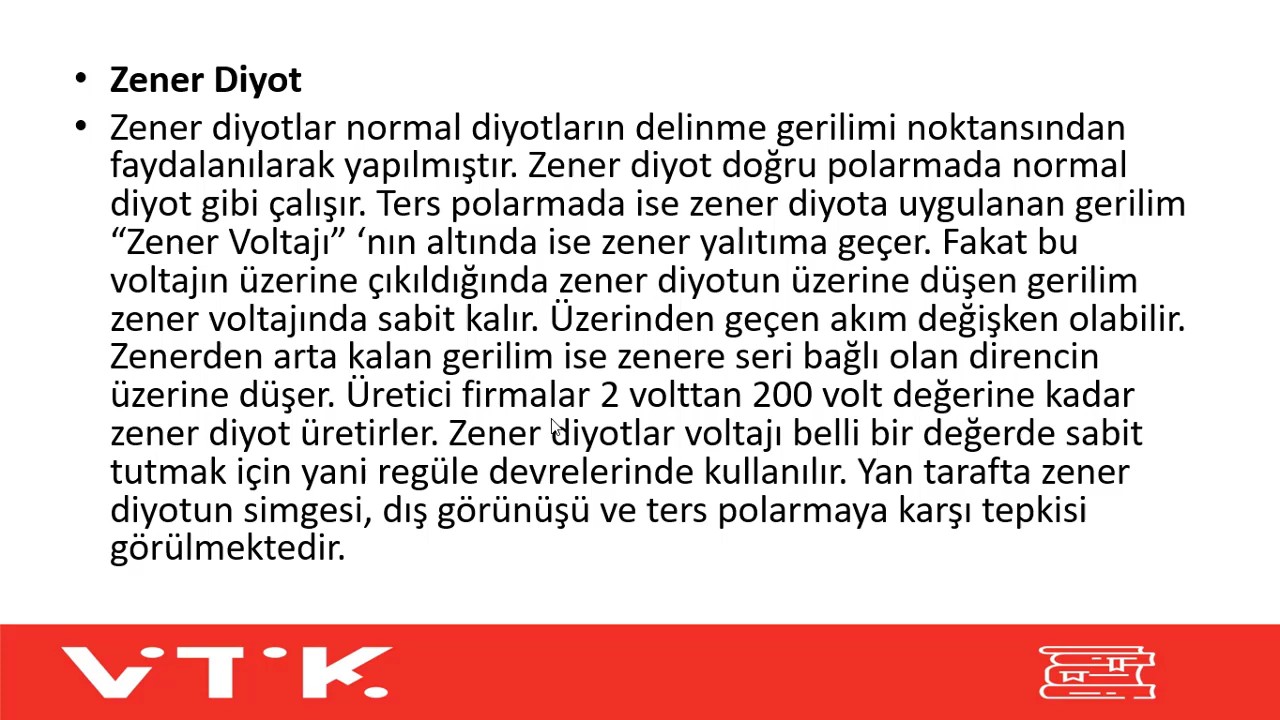 • Zener Diyot
• Zener diyotlar normal diyotların delinme gerilimi noktansından
faydalanılarak yapılmıştır. Zener diyot doğru polarmada normal
diyot gibi çalışır. Ters polarmada ise zener diyota uygulanan gerilim
“Zener Voltajı” ‘nın altında ise zener yalıtıma geçer. Fakat bu
voltajın üzerine çıkıldığında zener diyotun üzerine düşen gerilim
zener voltajında sabit kalır. Üzerinden geçen akım değişken olabilir.
Zenerden arta kalan gerilim ise zenere seri bağlı olan direncin
üzerine düşer. Üretici firmalar 2 volttan 200 volt değerine kadar
zener diyot üretirler. Zener diyotlar voltajı belli bir değerde sabit
tutmak için yani regüle devrelerinde kullanılır. Yan tarafta zener
diyotun simgesi, dış görünüşü ve ters polarmaya karşı tepkisi
görülmektedir.
VTK